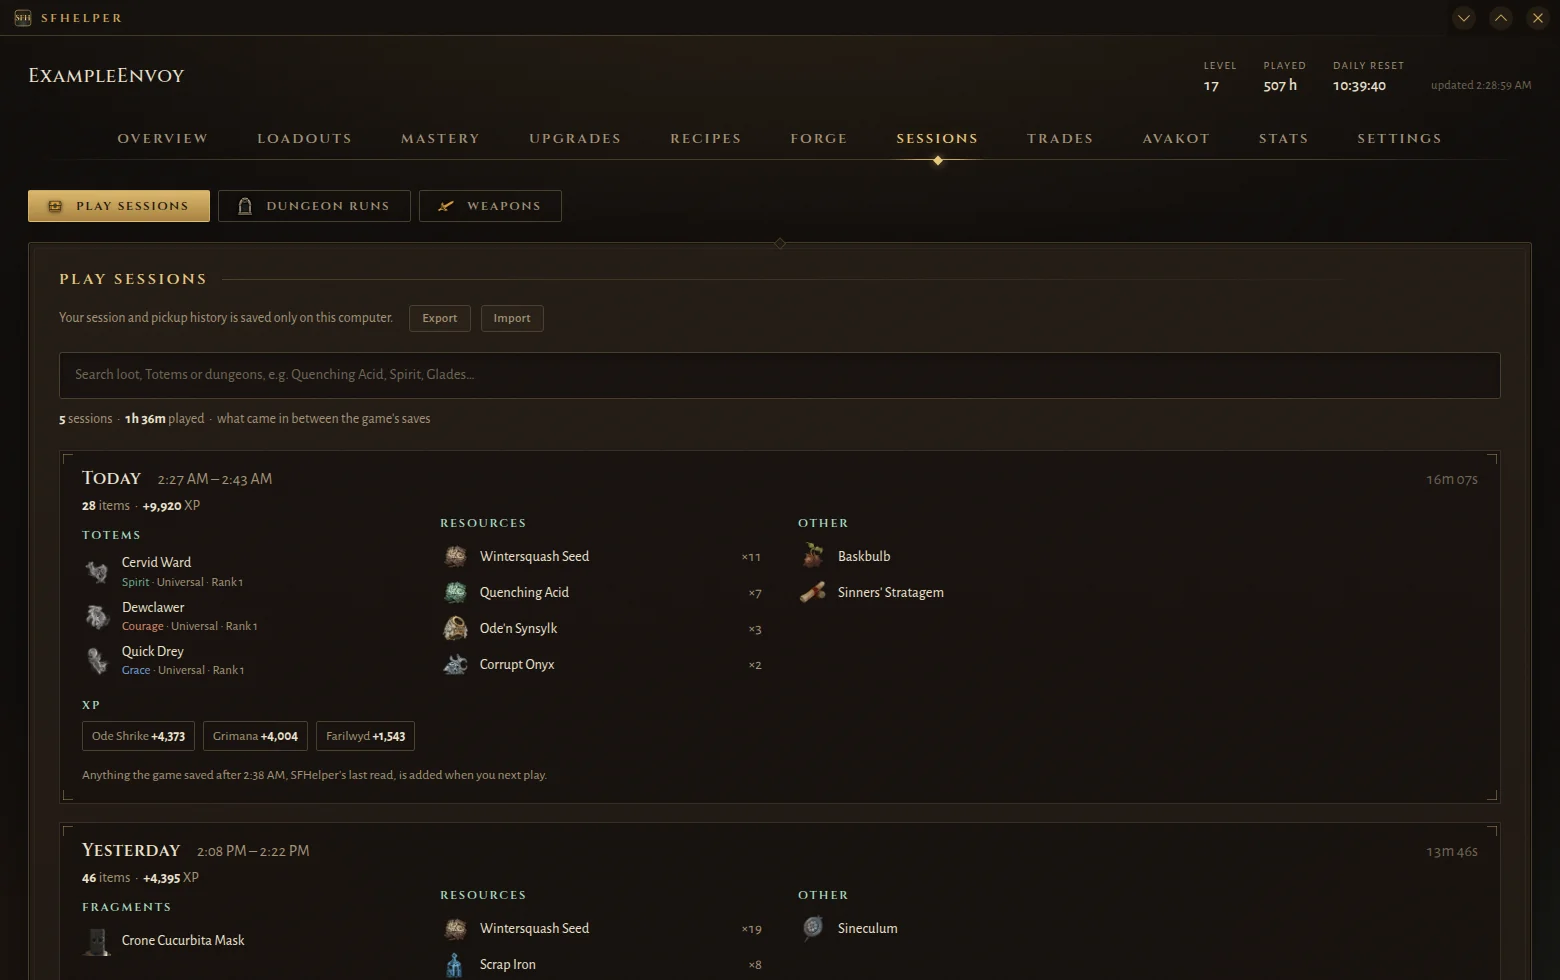 SFH SFHELPER
ExampleEnvoy
LEVEL PLAYED DAILY RESET
17 507 h 10:39:40 updated 2:28:59 AM
OVERVIEW LOADOUTS MASTERY UPGRADES RECIPES FORGE SESSIONS TRADES AVAKOT STATS SETTINGS
PLAY SESSIONS DUNGEON RUNS WEAPONS
PLAY SESSIONS
Your session and pickup history is saved only on this computer. Export Import
Search loot, Totems or dungeons, e.g. Quenching Acid, Spirit, Glades...
5 sessions · 1h 36m played · what came in between the game's saves
Today 2:27 AM – 2:43 AM 16m 07s
28 items · +9,920 XP
TOTEMS
Cervid Ward
Spirit · Universal · Rank 1
Dewclawer
Courage · Universal · Rank 1
Quick Drey
Grace · Universal · Rank 1
RESOURCES
Wintersquash Seed ×11
Quenching Acid ×7
Ode'n Synsylk ×3
Corrupt Onyx ×2
OTHER
Baskbulb
Sinners' Stratagem
XP
Ode Shrike +4,373 Grimana +4,004 Farilwyd +1,543
Anything the game saved after 2:38 AM, SFHelper's last read, is added when you next play.
Yesterday 2:08 PM – 2:22 PM 13m 46s
46 items · +4,395 XP
FRAGMENTS
Crone Cucurbita Mask
RESOURCES
Wintersquash Seed ×19
Scrap Iron ×8
OTHER
Sineculum